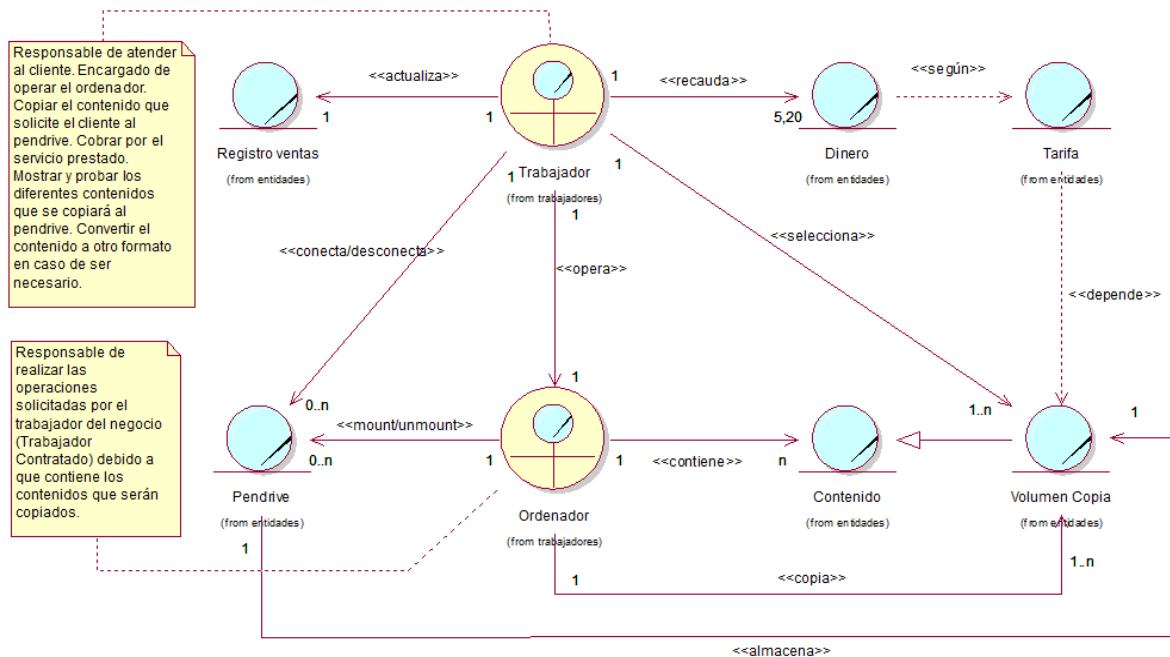 Responsable de atender
al cliente. Encargado de
operar el ordenador.
Copiar el contenido que
solicite el cliente al
pendrive. Cobrar por el
servicio prestado.
Mostrar y probar los
diferentes contenidos
que se copiará al
pendrive. Convertir el
contenido a otro formato
en caso de ser
necesario.
<<actualiza>>
1
1
Registro ventas
(from entidades)
Trabajador
(from trabajadores)
1
<<recauda>>
5,20
Dinero
(from entidades)
<<según>>
Tarifa
(from entidades)
1
1
1
<<conecta/desconecta>>
<<opera>>
<<selecciona>>
<<depende>>
Responsable de
realizar las
operaciones
solicitadas por el
trabajador del negocio
(Trabajador
Contratado) debido a
que contiene los
contenidos que serán
copiados.
0..n
1
1..n
1
<<mount/unmount>>
0..n
1
1
<<contiene>>
n
Pendrive
(from entidades)
Ordenador
(from trabajadores)
Contenido
(from entidades)
Volumen Copia
(from entidades)
1
1
<<copia>>
1..n
<<almacena>>